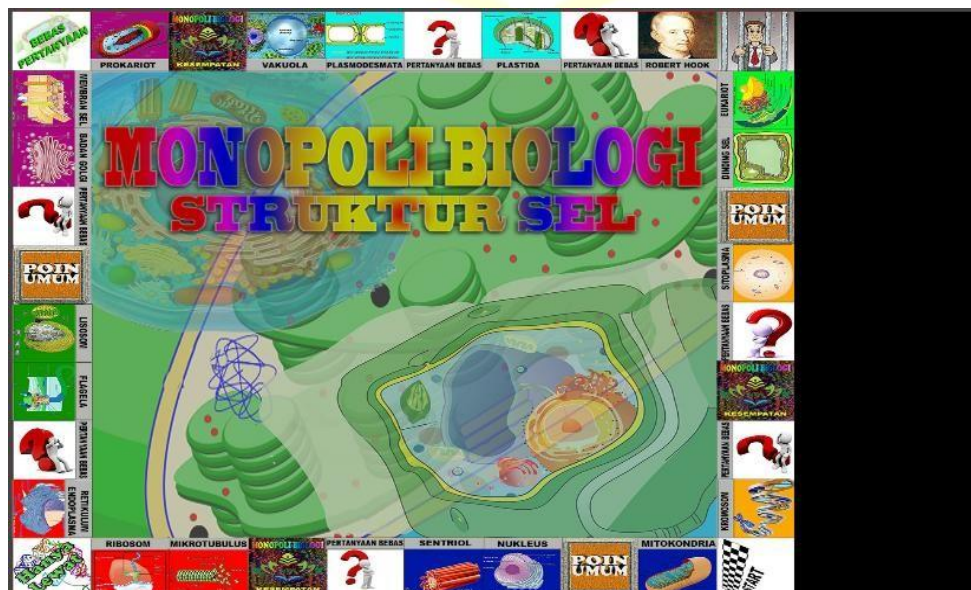 BEBAS
PERTANYAAN
PROKARIOT
MONOPOLI BIOLOGI
KESEMPATAN
VAKUOLA
PLASMODESMATA
PERTANYAAN BEBAS
PLASTIDA
PERTANYAAN BEBAS
ROBERT HOOK
MEMBRAN SEL
BADAN GOLGI
PERTANYAAN BEBAS
POIN
UMUM
LISOSON
FLAGELA
PERTANYAAN BEBAS
RETIKULUM
ENDOPLASMA
MONOPOLI BIOLOGI
STRUKTUR SEL
EUKARIOT
DINDING SEL
POIN
UMUM
SITOPLASMA
PERTANYAAN BEBAS
MONOPOLI BIOLOGI
KESEMPATAN
PERTANYAAN BEBAS
KROMOSON
RIBOSOM
MIKROTUBULUS
MONOPOLI BIOLOGI
KESEMPATAN
PERTANYAAN BEBAS
SENTRIOL
NUKLEUS
POIN
UMUM
MITOKONDRIA
START